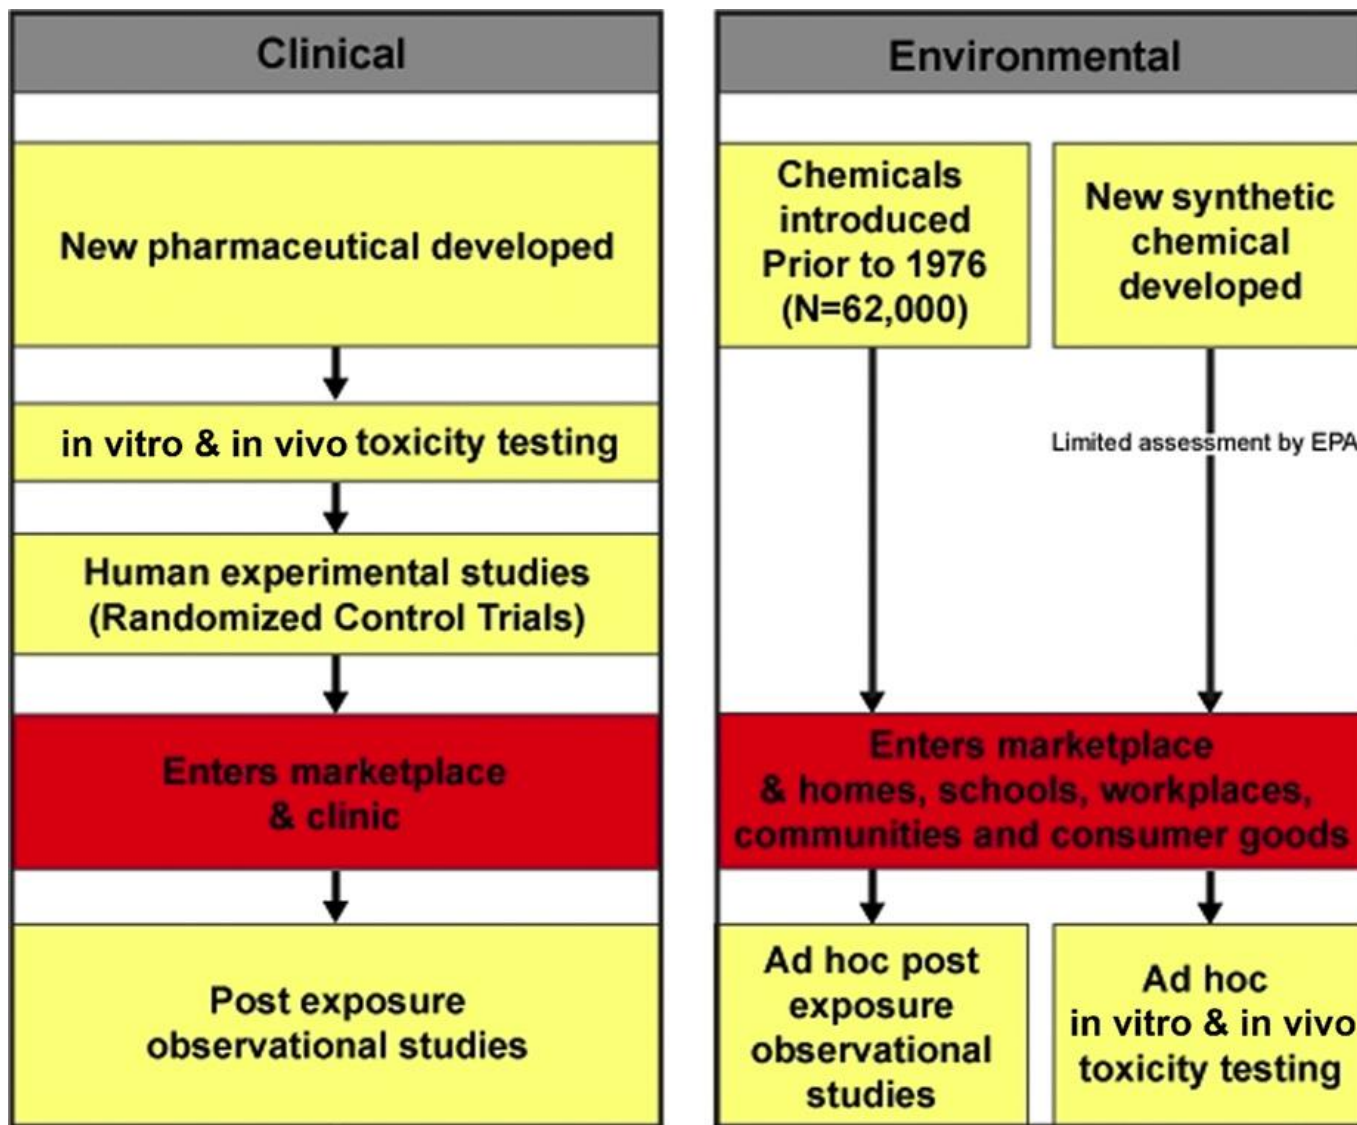 Clinical
New pharmaceutical developed
in vitro & in vivo toxicity testing
Human experimental studies
(Randomized Control Trials)
Enters marketplace
& clinic
Post exposure
observational studies
Environmental
Chemicals
introduced
Prior to 1976
(N=62,000)
New synthetic
chemical
developed
Limited assessment by EPA
Enters marketplace
& homes, schools, workplaces,
communities and consumer goods
Ad hoc post
exposure
observational
studies
Ad hoc
in vitro & in vivo
toxicity testing